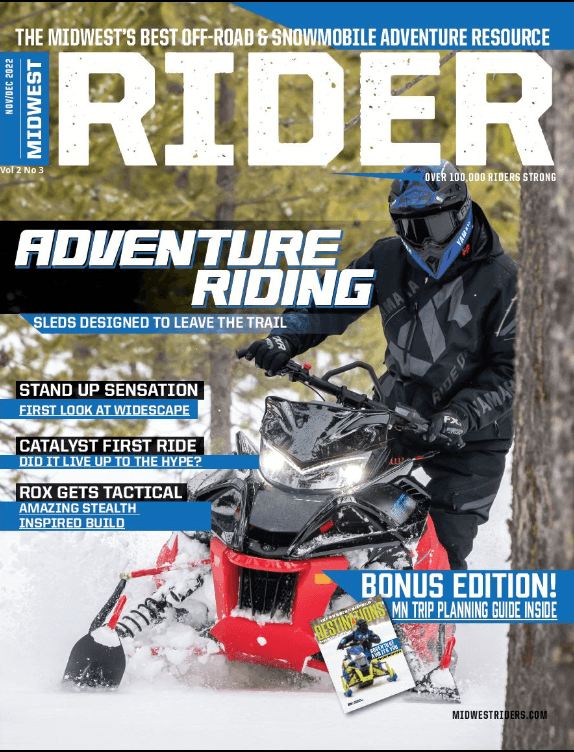 THE MIDWEST'S BEST OFF-ROAD & SNOWMOBILE ADVENTURE RESOURCE
NOV/DEC 2022
MIDWEST
RIDER
Vol 2 No 3
OVER 100,000 RIDERS STRONG
ADVENTURE
RIDING
SLEDS DESIGNED TO LEAVE THE TRAIL
STAND UP SENSATION
FIRST LOOK AT WIDESCAPE
CATALYST FIRST RIDE
DID IT LIVE UP TO THE HYPE?
ROX GETS TACTICAL
AMAZING STEALTH
INSPIRED BUILD
YAMAHA
FXR
YAMAHA
BONUS EDITION!
MN TRIP PLANNING GUIDE INSIDE
DESTINATIONS
MIDWESTRIDERS.COM